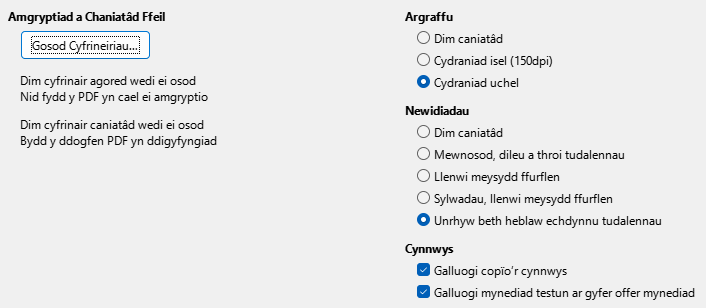 Amgryptiad a Chaniatâd Ffeil
Gosod Cyfrineiriau...
Dim cyfrinair agored wedi ei osod
Nid fydd y PDF yn cael ei amgryptio
Dim cyfrinair caniatâd wedi ei osod
Bydd y ddogfen PDF yn ddigyfyngiad
Argraffu
Dim caniatâd
Cydraniad isel (150dpi)
Cydraniad uchel
Newidiadau
Dim caniatâd
Mewnosod, dileu a throi tudalennau
Llenwi meysydd ffurflen
Sylwadau, llenwi meysydd ffurflen
Unrhyw beth heblaw echdynnu tudalennau
Cynnwys
Galluogi copïo'r cynnwys
Galluogi mynediad testun ar gyfer offer mynediad